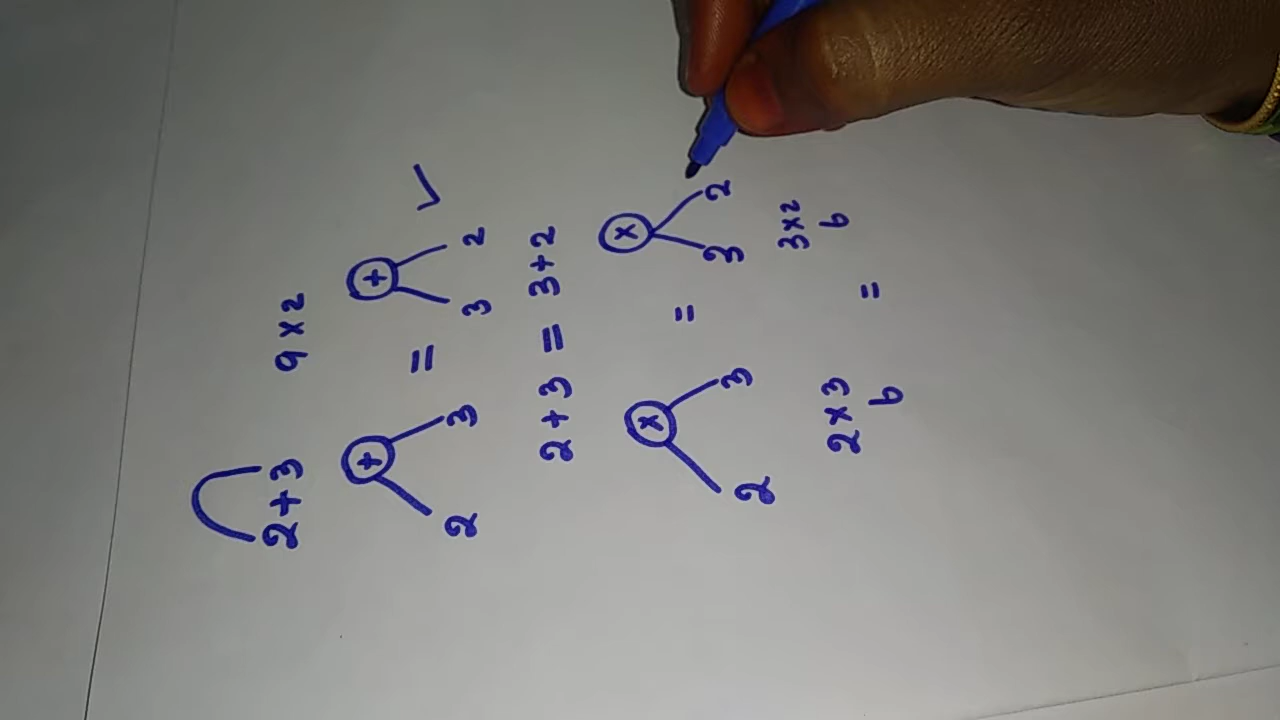 2+3 9×2
+ + ✓
2 3 = 3 2
2+3 = 3+2
× ×
2 3 = 3 2
2×3 3×2
6 = 6